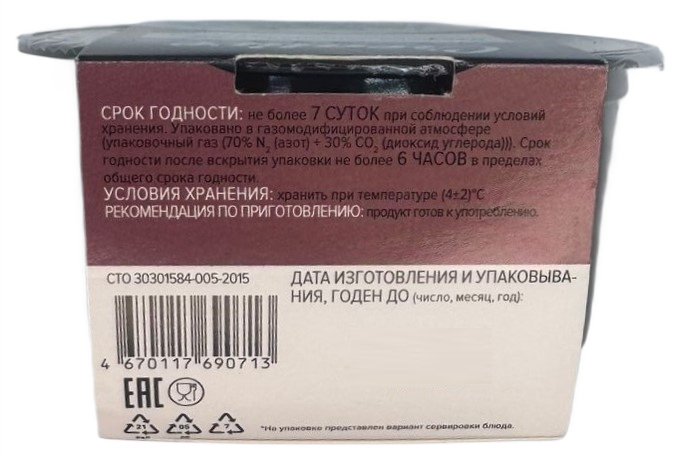 СРОК ГОДНОСТИ: не более 7 СУТОК при соблюдении условий
хранения. Упаковано в газомодифицированной атмосфере
(упаковочный газ (70% N2 (азот) + 30% CO2 (диоксид углерода))). Срок
годности после вскрытия упаковки не более 6 ЧАСОВ в пределах
общего срока годности.
УСЛОВИЯ ХРАНЕНИЯ: хранить при температуре (4±2)°С
РЕКОМЕНДАЦИЯ ПО ПРИГОТОВЛЕНИЮ: продукт готов к употреблению.
СТО 30301584-005-2015
ДАТА ИЗГОТОВЛЕНИЯ И УПАКОВЫВА-
НИЯ, ГОДЕН ДО (число, месяц, год):
4 670117 690713
EAC
21 05 7
*На упаковке представлен вариант сервировки блюда.